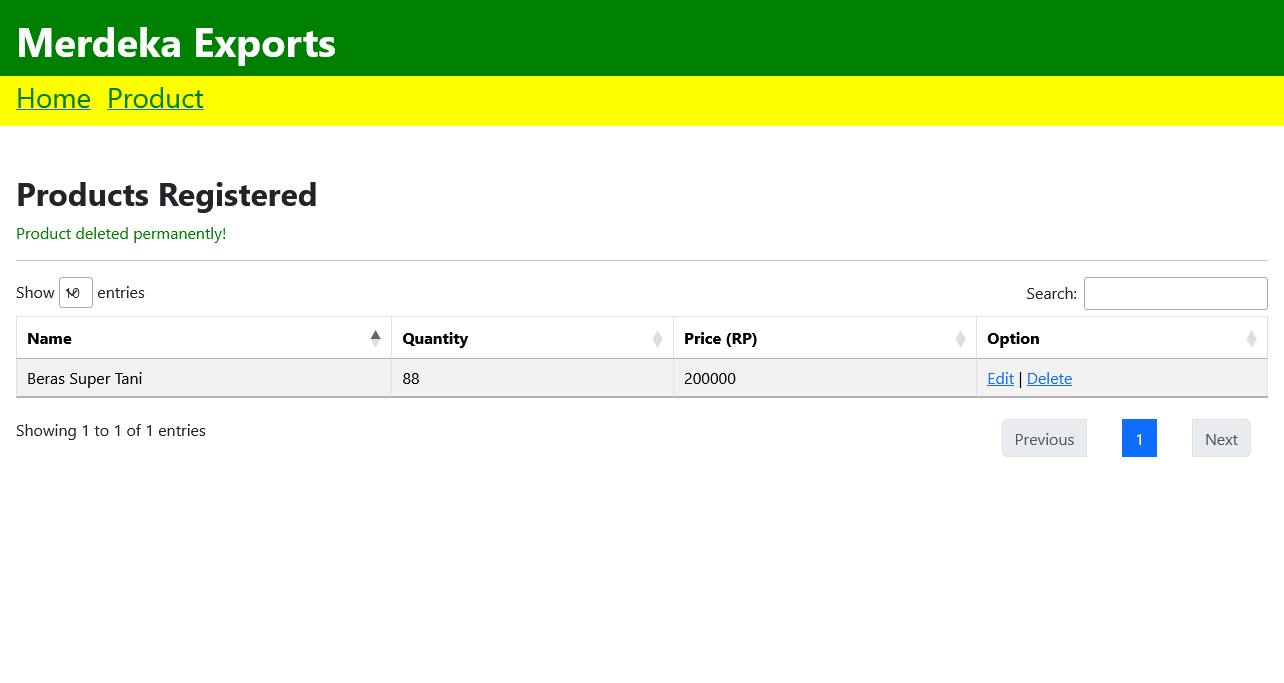 Merdeka Exports
Home Product
Products Registered
Product deleted permanently!
Show 10 entries Search:
Name Quantity Price (RP) Option
Beras Super Tani 88 200000 Edit | Delete
Showing 1 to 1 of 1 entries Previous 1 Next